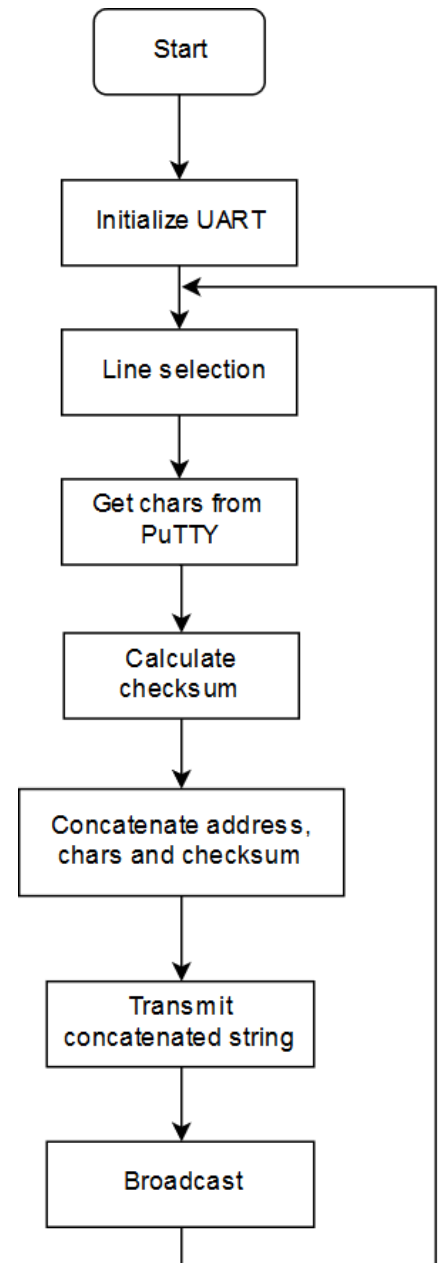 Start
Initialize UART
Line selection
Get chars from
PuTTY
Calculate
checksum
Concatenate address,
chars and checksum
Transmit
concatenated string
Broadcast